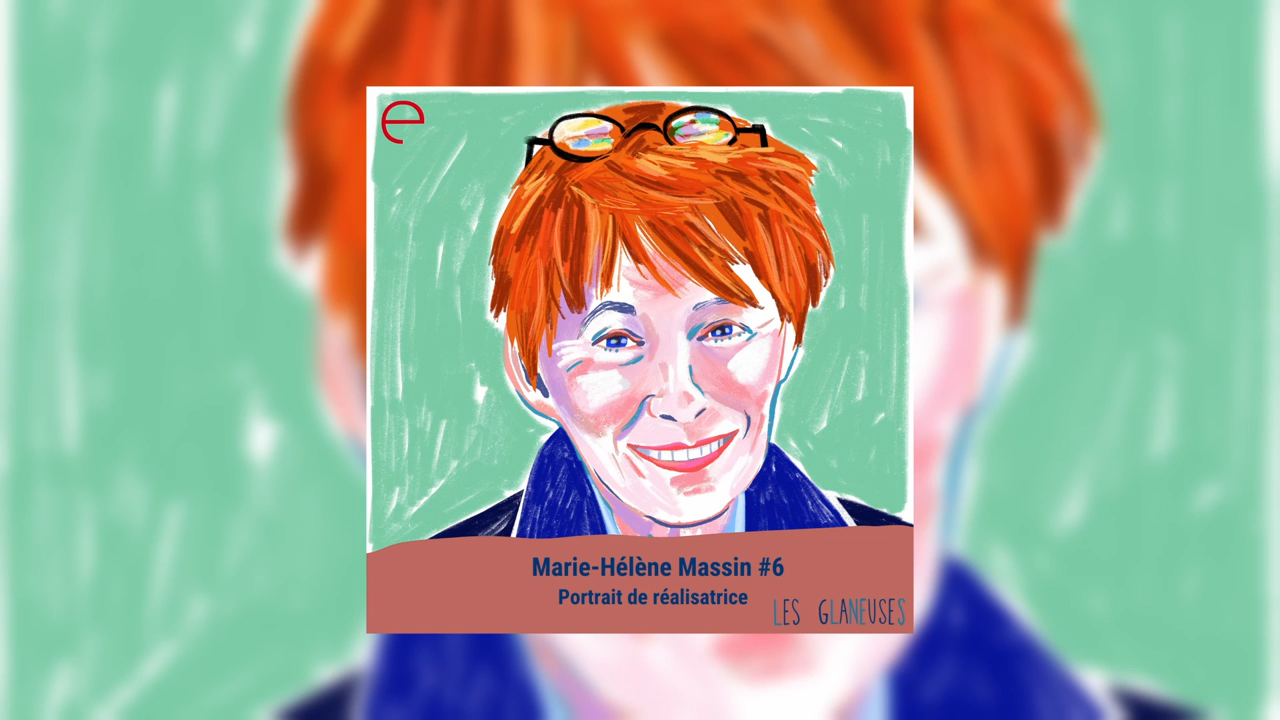 e
Marie-Hélène Massin #6
Portrait de réalisatrice
LES GLANEUSES